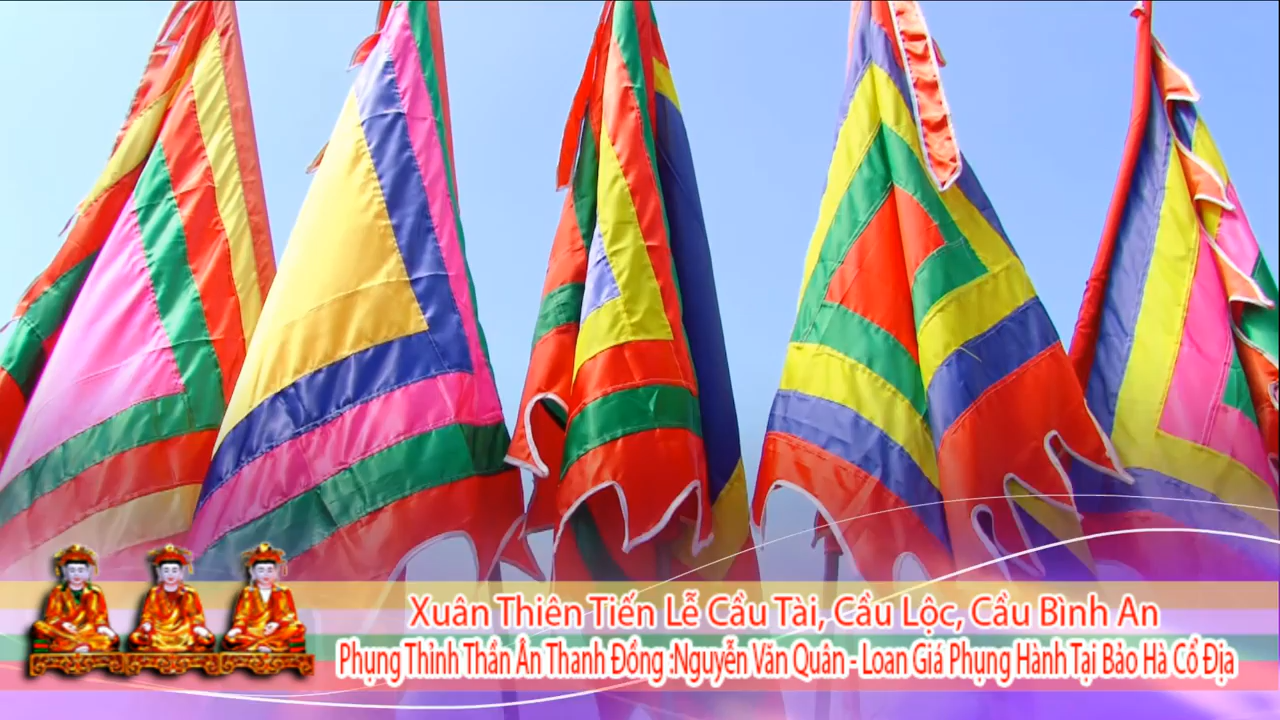 Xuân Thiên Tiến Lễ Cầu Tài, Cầu Lộc, Cầu Bình An
Phụng Thỉnh Thần Ân Thanh Đồng :Nguyễn Văn Quân - Loan Giá Phụng Hành Tại Bảo Hà Cổ Địa